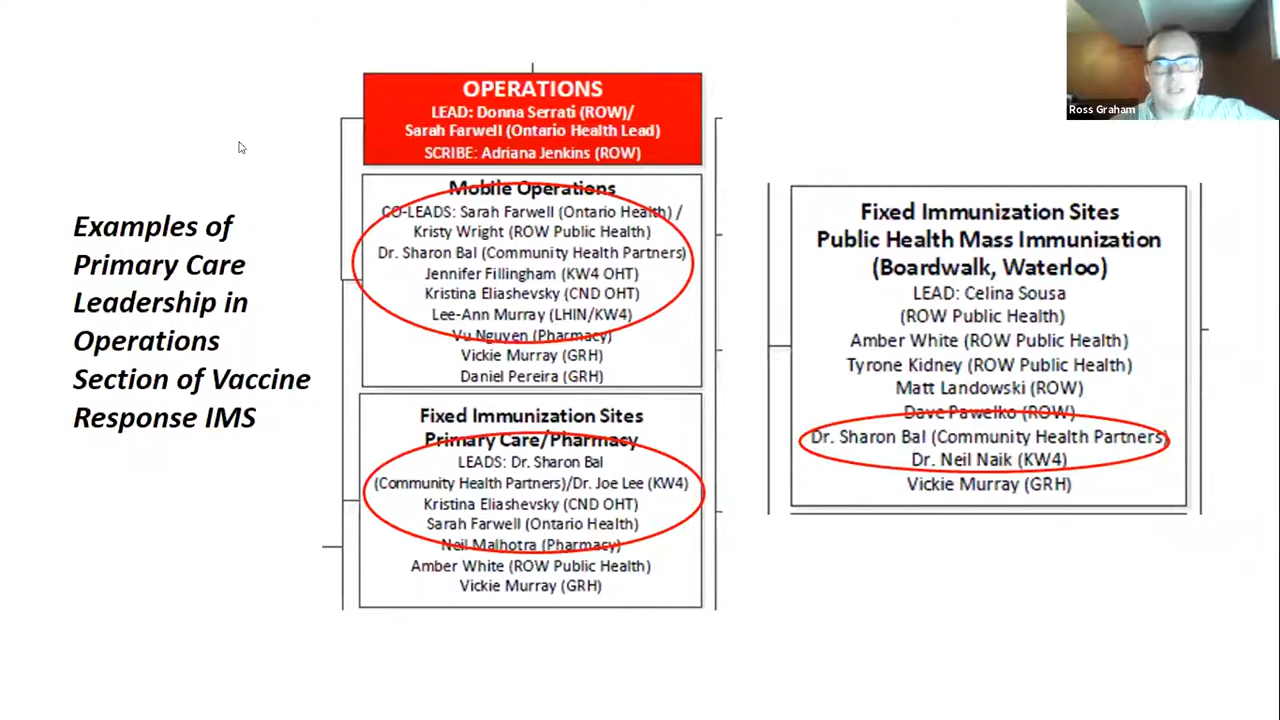 Ross Graham
Examples of
Primary Care
Leadership in
Operations
Section of Vaccine
Response IMS
OPERATIONS
LEAD: Donna Serrati (ROW)/
Sarah Farwell (Ontario Health Lead)
SCRIBE: Adriana Jenkins (ROW)
Mobile Operations
CO-LEADS: Sarah Farwell (Ontario Health) /
Kristy Wright (ROW Public Health)
Dr. Sharon Bal (Community Health Partners)
Jennifer Fillingham (KW4 OHT)
Kristina Eliashevsky (CND OHT)
Lee-Ann Murray (LHIN/KW4)
Vu Nguyen (Pharmacy)
Vickie Murray (GRH)
Daniel Pereira (GRH)
Fixed Immunization Sites
Primary Care/Pharmacy
LEADS: Dr. Sharon Bal
(Community Health Partners)/Dr. Joe Lee (KW4)
Kristina Eliashevsky (CND OHT)
Sarah Farwell (Ontario Health)
Neil Malhotra (Pharmacy)
Amber White (ROW Public Health)
Vickie Murray (GRH)
Fixed Immunization Sites
Public Health Mass Immunization
(Boardwalk, Waterloo)
LEAD: Celina Sousa
(ROW Public Health)
Amber White (ROW Public Health)
Tyrone Kidney (ROW Public Health)
Matt Landowski (ROW)
Dave Pawelko (ROW)
Dr. Sharon Bal (Community Health Partners)
Dr. Neil Naik (KW4)
Vickie Murray (GRH)